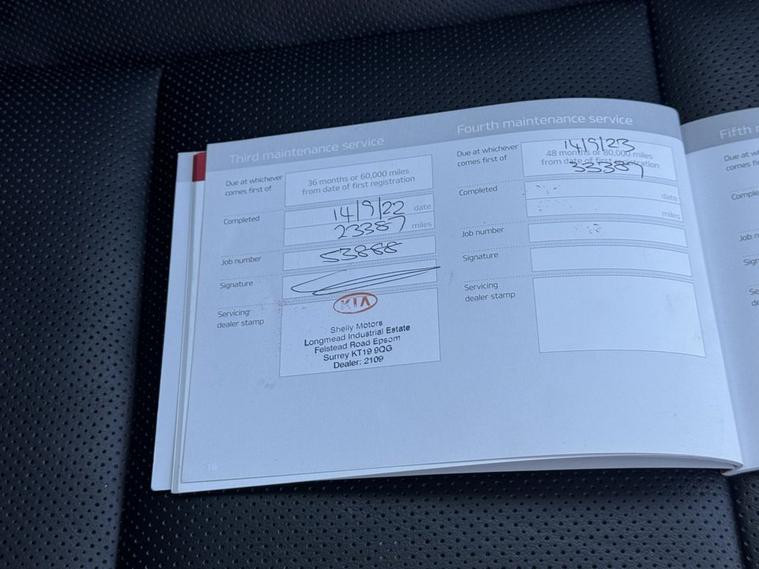 Third maintenance service
Due at whichever
comes first of
36 months or 60,000 miles
from date of first registration
Completed
14/9/22 date
23387 miles
Job number
53888
Signature
Servicing
dealer stamp
KIA
Shelly Motors
Longmead Industrial Estate
Felstead Road Epsom
Surrey KT19 9QG
Dealer: 2109
16
Fourth maintenance service
Due at whichever
comes first of
14/9/23
48 months or 80,000 miles
from date of first registration
33387
Completed
date
miles
Job number
Signature
Servicing
dealer stamp
Fifth
Due at
comes